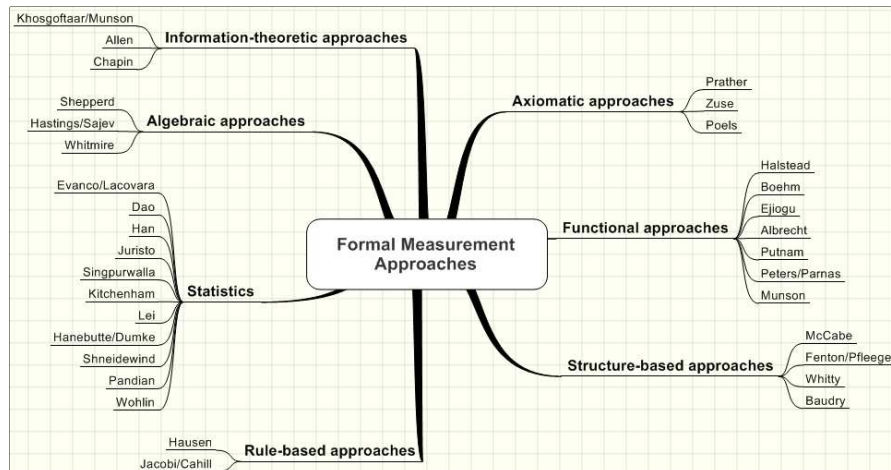 Khosgoftaar/Munson
Allen
Chapin
Information-theoretic approaches
Shepperd
Hastings/Sajev
Whitmire
Algebraic approaches
Evanco/Lacovara
Dao
Han
Juristo
Singpurwalla
Kitchenham
Lei
Hanebutte/Dumke
Shneidewind
Pandian
Wohlin
Statistics
Hausen
Jacobi/Cahill
Rule-based approaches
Formal Measurement
Approaches
Axiomatic approaches
Prather
Zuse
Poels
Functional approaches
Halstead
Boehm
Ejiogu
Albrecht
Putnam
Peters/Parnas
Munson
Structure-based approaches
McCabe
Fenton/Pfleege
Whitty
Baudry